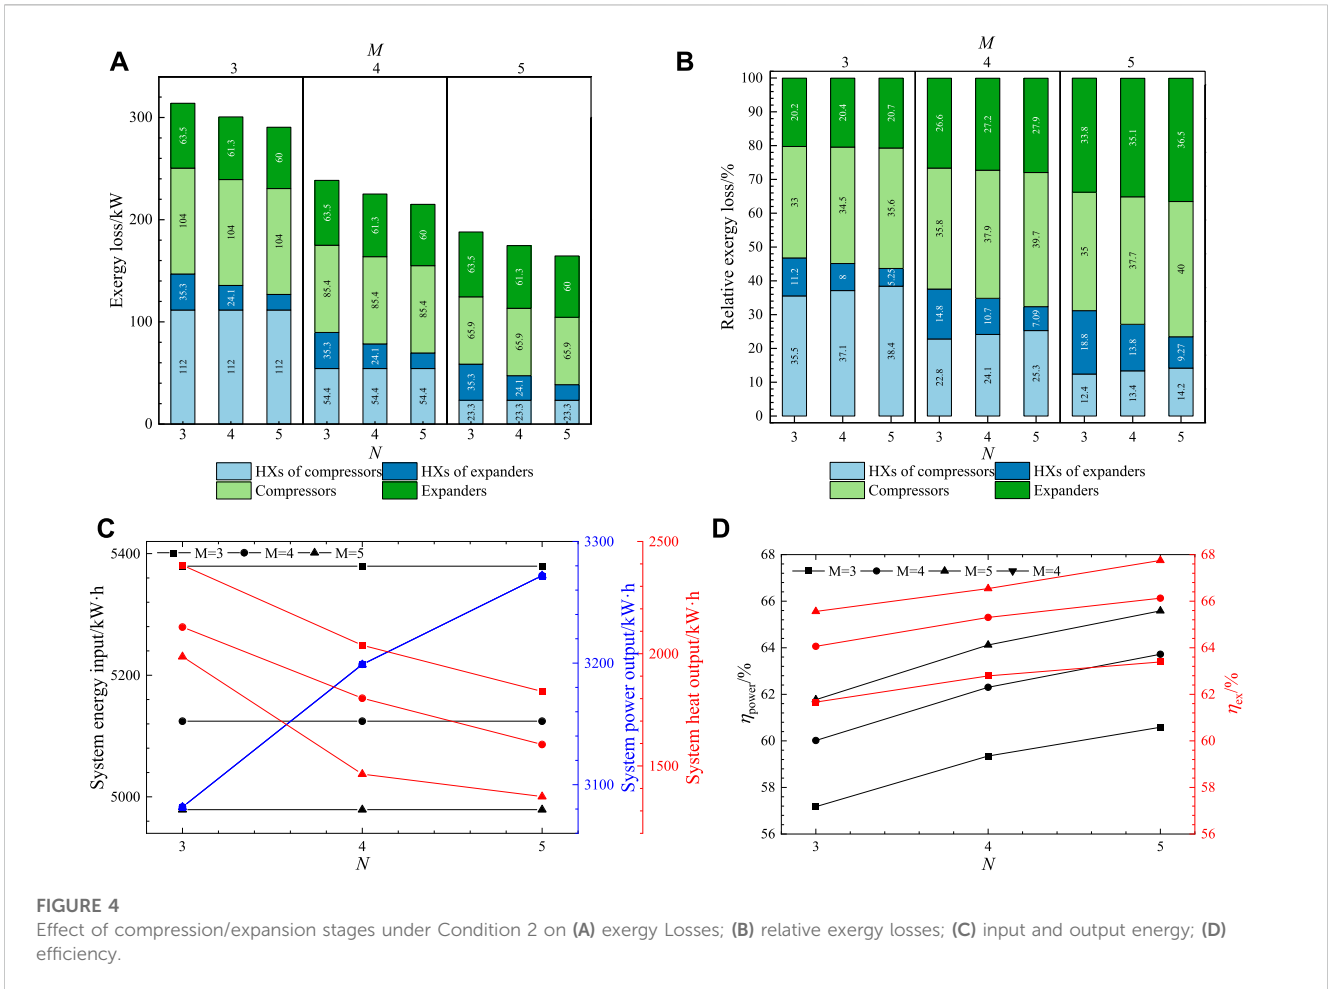 A
M
3 4 5
Exergy loss/kW
300
200
100
0
63.5 61.3 60 63.5 61.3 60 63.5 61.3 60
104 104 104 85.4 85.4 85.4 65.9 65.9 65.9
35.3 24.1 35.3 24.1 35.3 24.1
112 112 112 54.4 54.4 54.4 23.3 23.3 23.3
3 4 5 3 4 5 3 4 5
N
HXs of compressors HXs of expanders
Compressors Expanders
B
M
3 4 5
Relative exergy loss/%
100
90
80
70
60
50
40
30
20
10
0
20.2 20.4 20.7 26.6 27.2 27.9 33.8 35.1 36.5
33 34.5 35.6 35.8 37.9 39.7 35 37.7 40
11.2 8 5.25 14.8 10.7 7.09 18.8 13.8 9.27
35.5 37.1 38.4 22.8 24.1 25.3 12.4 13.4 14.2
3 4 5 3 4 5 3 4 5
N
HXs of compressors HXs of expanders
Compressors Expanders
C
M=3 M=4 M=5
System energy input/kW·h
5400
5200
5000
System power output/kW·h
3300
3200
3100
System heat output/kW·h
2500
2000
1500
3 4 5
N
D
M=3 M=4 M=5 M=4
ηpower/%
68
66
64
62
60
58
56
ηex/%
68
66
64
62
60
58
56
3 4 5
N
FIGURE 4
Effect of compression/expansion stages under Condition 2 on (A) exergy Losses; (B) relative exergy losses; (C) input and output energy; (D)
efficiency.